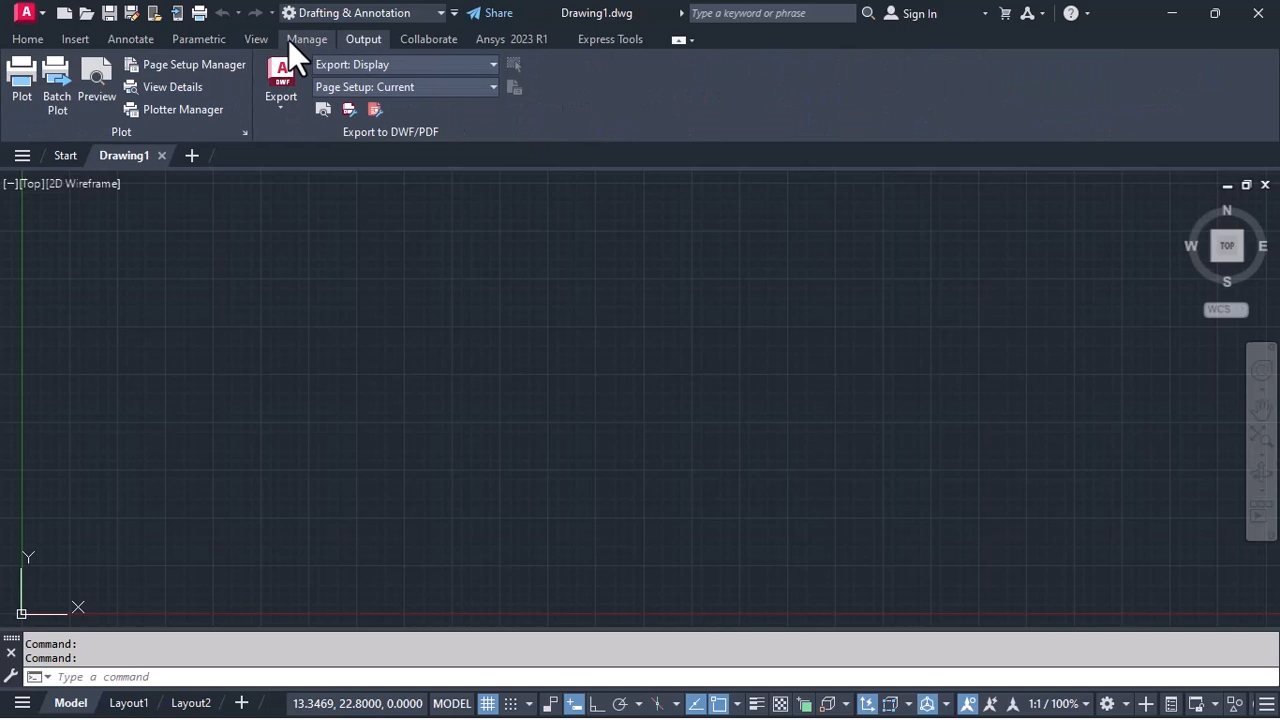 Drafting & Annotation
Share
Drawing1.dwg
Type a keyword or phrase
Sign In
Home
Insert
Annotate
Parametric
View
Manage
Output
Collaborate
Ansys 2023 R1
Express Tools
Plot
Batch
Plot
Preview
Page Setup Manager
View Details
Plotter Manager
Plot
DWF
Export
Export: Display
Page Setup: Current
Export to DWF/PDF
Start
Drawing1
[−][Top][2D Wireframe]
N
W
TOP
E
S
WCS
Y
X
Command:
Command:
Type a command
Model
Layout1
Layout2
13.3469, 22.8000, 0.0000
MODEL
1:1 / 100%